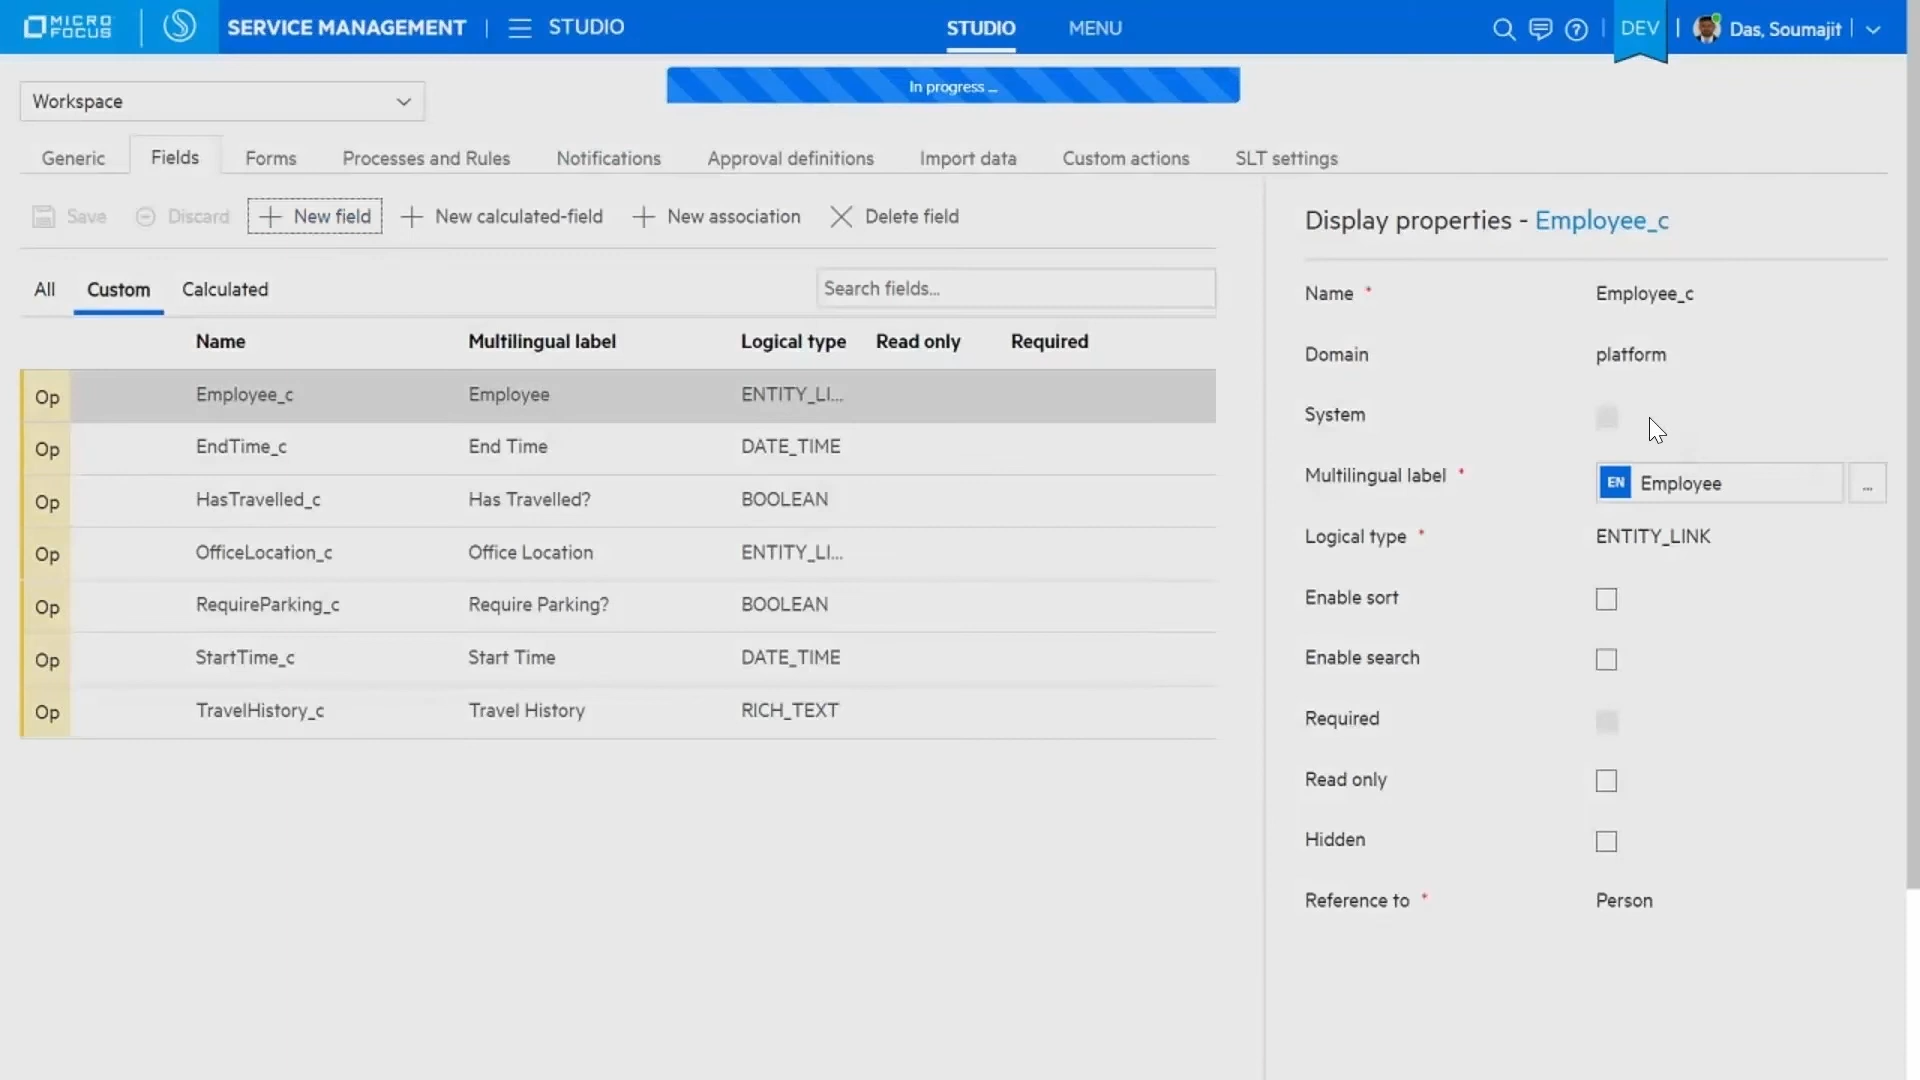 MICRO FOCUS SERVICE MANAGEMENT STUDIO STUDIO MENU DEV Das, Soumajit
In progress ...
Workspace
Generic Fields Forms Processes and Rules Notifications Approval definitions Import data Custom actions SLT settings
Save Discard New field New calculated-field New association Delete field
All Custom Calculated Search fields...
Name Multilingual label Logical type Read only Required
Op Employee_c Employee ENTITY_LI...
Op EndTime_c End Time DATE_TIME
Op HasTravelled_c Has Travelled? BOOLEAN
Op OfficeLocation_c Office Location ENTITY_LI...
Op RequireParking_c Require Parking? BOOLEAN
Op StartTime_c Start Time DATE_TIME
Op TravelHistory_c Travel History RICH_TEXT
Display properties - Employee_c
Name * Employee_c
Domain platform
System
Multilingual label * EN Employee ...
Logical type * ENTITY_LINK
Enable sort
Enable search
Required
Read only
Hidden
Reference to * Person